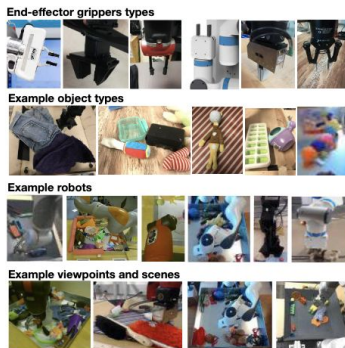 End-effector grippers types
Example object types
Example robots
Example viewpoints and scenes